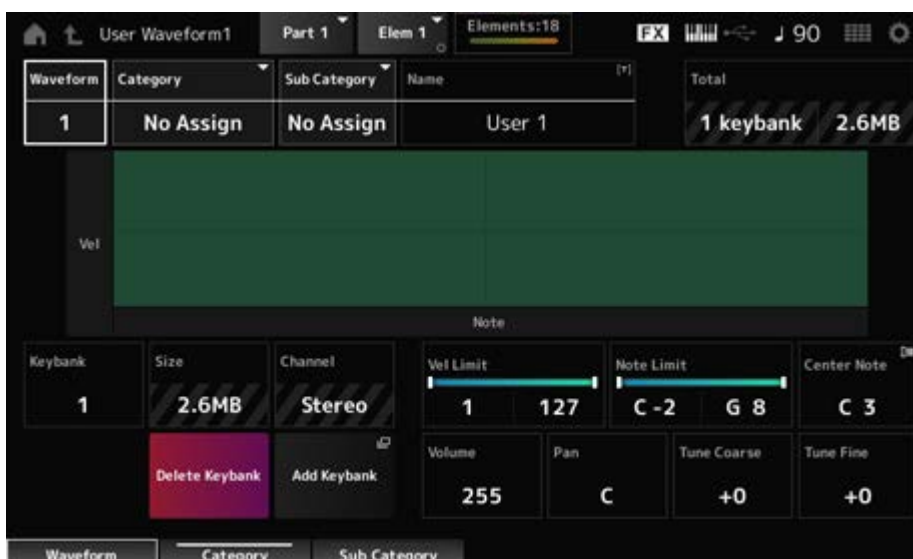 User Waveform1 Part 1 Elem 1 Elements:18 FX ♩ 90
Waveform Category Sub Category Name Total
1 No Assign No Assign User 1 1 keybank 2.6MB
Vel
Note
Keybank Size Channel Vel Limit Note Limit Center Note
1 2.6MB Stereo 1 127 C -2 G 8 C 3
Delete Keybank Add Keybank Volume Pan Tune Coarse Tune Fine
255 C +0 +0
Waveform Category Sub Category